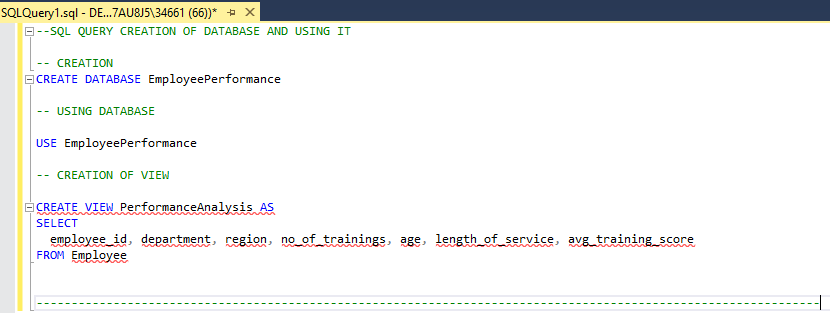 SQLQuery1.sql - DE...7AU8J5\34661 (66))*
--SQL QUERY CREATION OF DATABASE AND USING IT
-- CREATION
CREATE DATABASE EmployeePerformance
-- USING DATABASE
USE EmployeePerformance
-- CREATION OF VIEW
CREATE VIEW PerformanceAnalysis AS
SELECT
employee_id, department, region, no_of_trainings, age, length_of_service, avg_training_score
FROM Employee
----------------------------------------------------------------------------------------------------------------